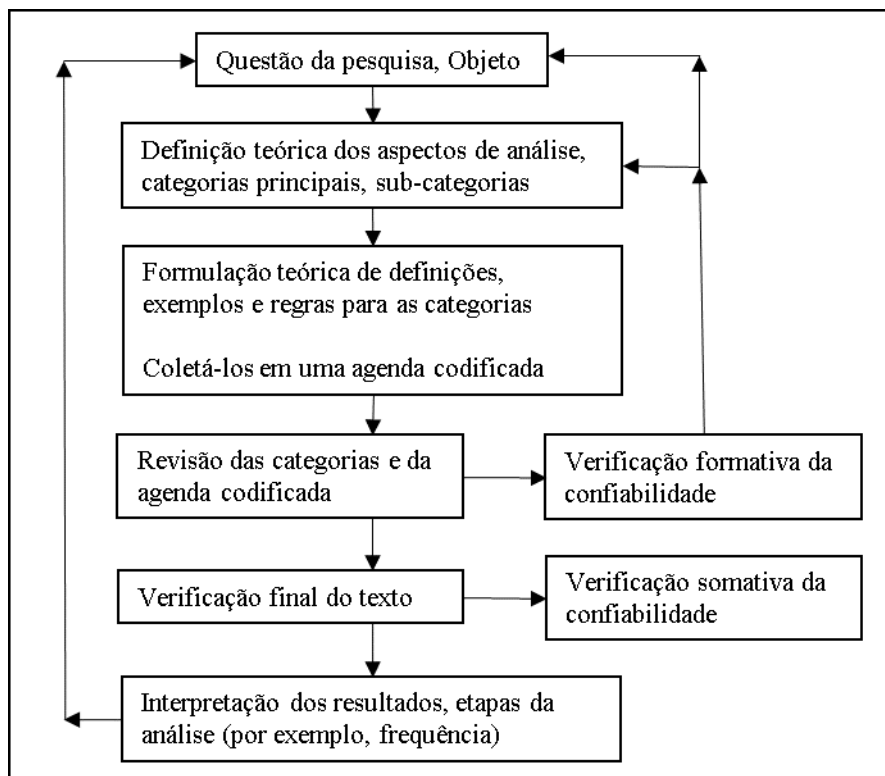 Questão da pesquisa, Objeto
Definição teórica dos aspectos de análise,
categorias principais, sub-categorias
Formulação teórica de definições,
exemplos e regras para as categorias
Coletá-los em uma agenda codificada
Revisão das categorias e da
agenda codificada
Verificação formativa da
confiabilidade
Verificação final do texto
Verificação somativa da
confiabilidade
Interpretação dos resultados, etapas da
análise (por exemplo, frequência)